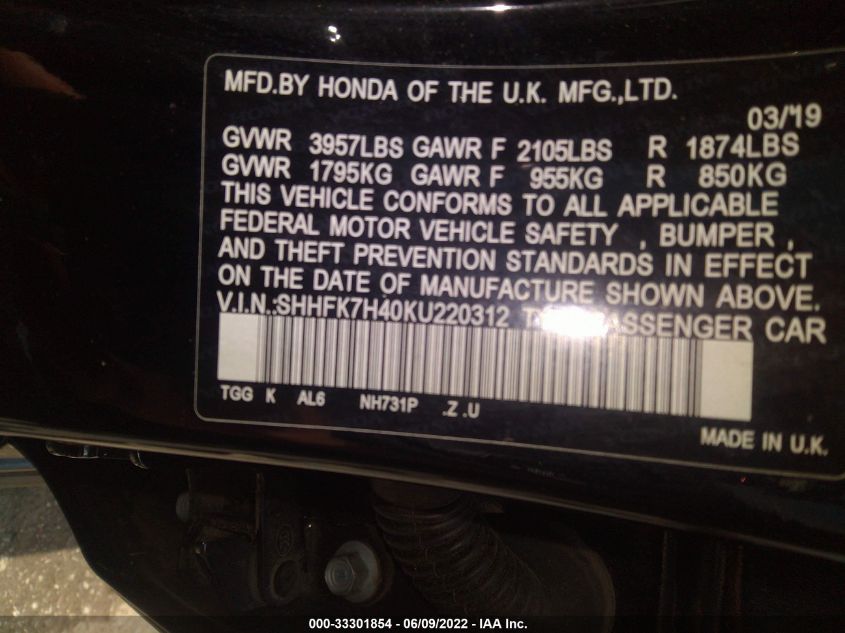 MFD.BY HONDA OF THE U.K. MFG.,LTD.
03/19
GVWR 3957LBS GAWR F 2105LBS R 1874LBS
GVWR 1795KG GAWR F 955KG R 850KG
THIS VEHICLE CONFORMS TO ALL APPLICABLE
FEDERAL MOTOR VEHICLE SAFETY , BUMPER ,
AND THEFT PREVENTION STANDARDS IN EFFECT
ON THE DATE OF MANUFACTURE SHOWN ABOVE.
V.I.N.:SHHFK7H40KU220312 CAR
TGG K AL6 NH731P .Z .U
MADE IN U.K.
000-33301854 - 06/09/2022 - IAA Inc.